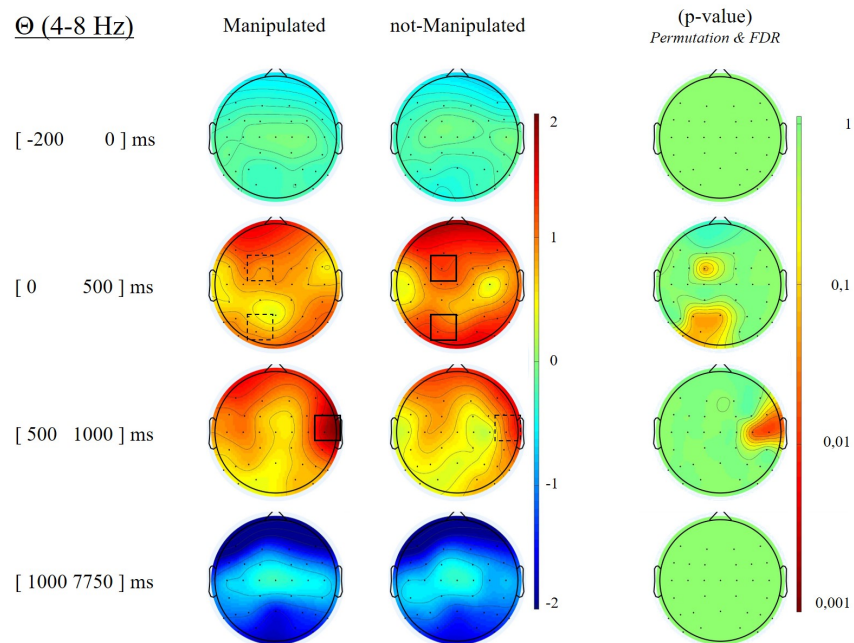 Θ (4-8 Hz)
Manipulated
not-Manipulated
(p-value)
Permutation & FDR
[ -200 0 ] ms
[ 0 500 ] ms
[ 500 1000 ] ms
[ 1000 7750 ] ms
2
1
0
-1
-2
1
0,1
0,01
0,001